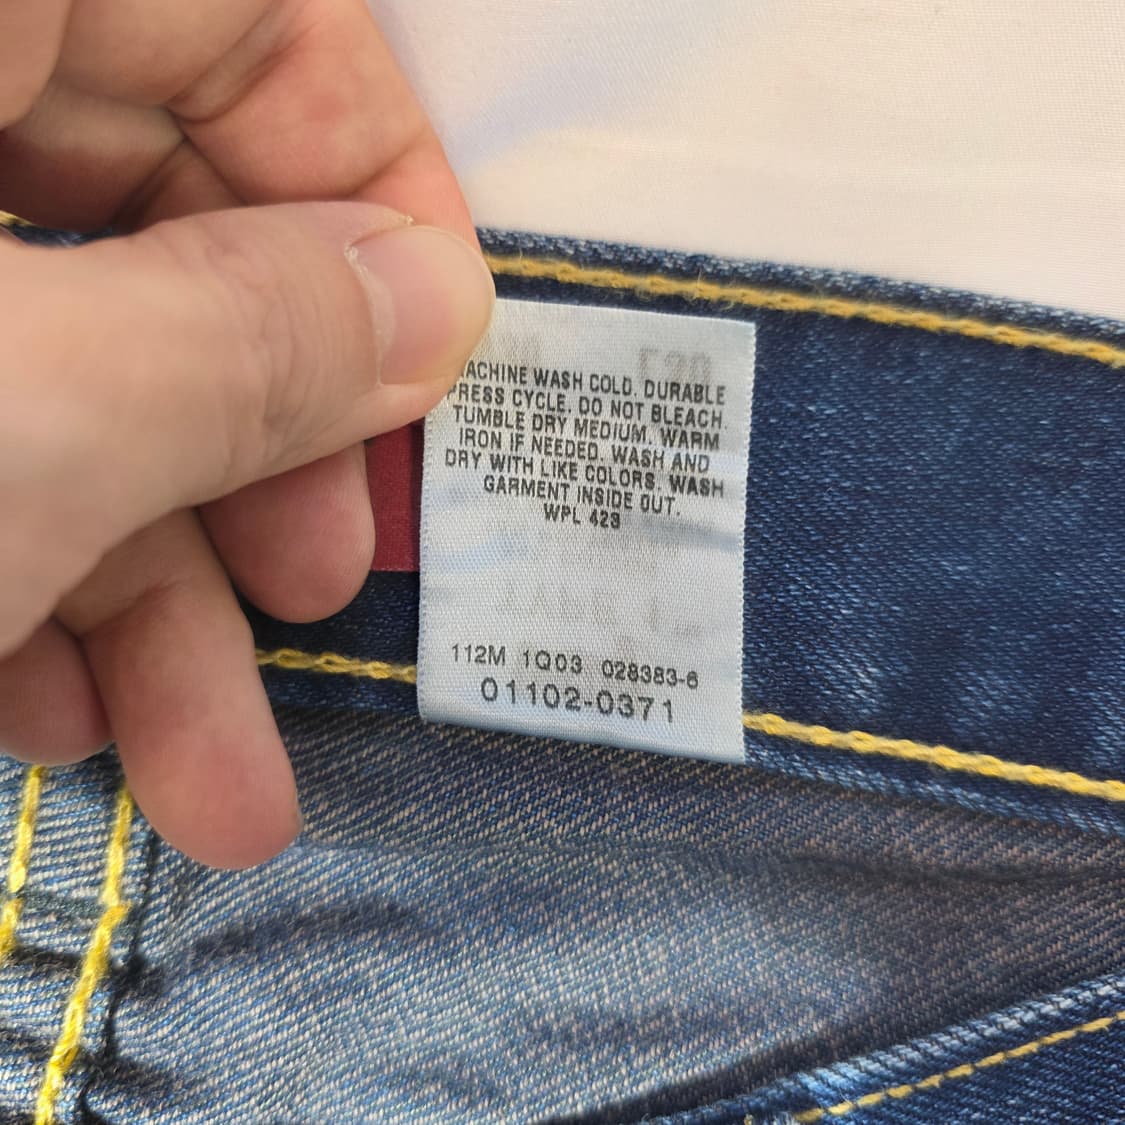 MACHINE WASH COLD. DURABLE
PRESS CYCLE. DO NOT BLEACH.
TUMBLE DRY MEDIUM. WARM
IRON IF NEEDED. WASH AND
DRY WITH LIKE COLORS. WASH
GARMENT INSIDE OUT.
WPL 423
112M 1Q03 028383-6
01102-0371